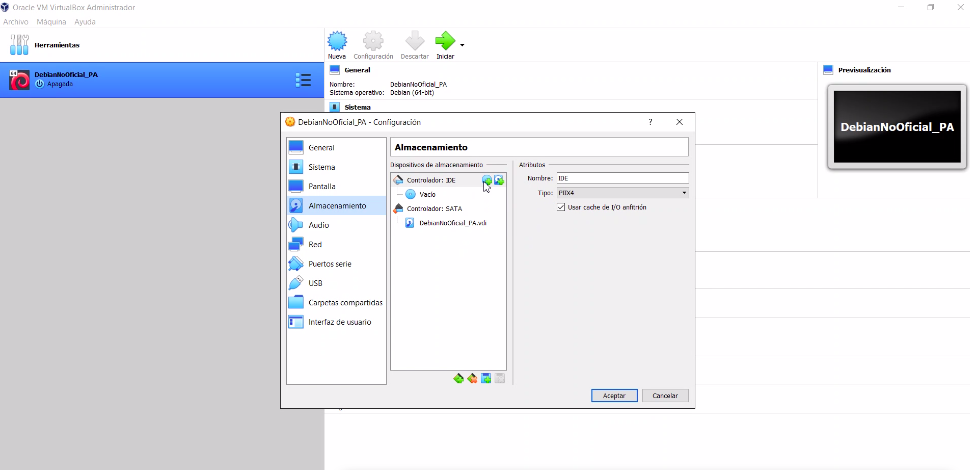 Oracle VM VirtualBox Administrador
Archivo Máquina Ayuda
Herramientas
Nueva Configuración Descartar Iniciar
64
DebianNoOficial_PA
Apagada
General
Nombre: DebianNoOficial_PA
Sistema operativo: Debian (64-bit)
Sistema
Previsualización
DebianNoOficial_PA
DebianNoOficial_PA - Configuración
?
General
Sistema
Pantalla
Almacenamiento
Audio
Red
Puertos serie
USB
Carpetas compartidas
Interfaz de usuario
Almacenamiento
Dispositivos de almacenamiento
Controlador: IDE
Vacío
Controlador: SATA
DebianNoOficial_PA.vdi
Atributos
Nombre: IDE
Tipo: PIIX4
Usar cache de I/O anfitrión
Aceptar Cancelar